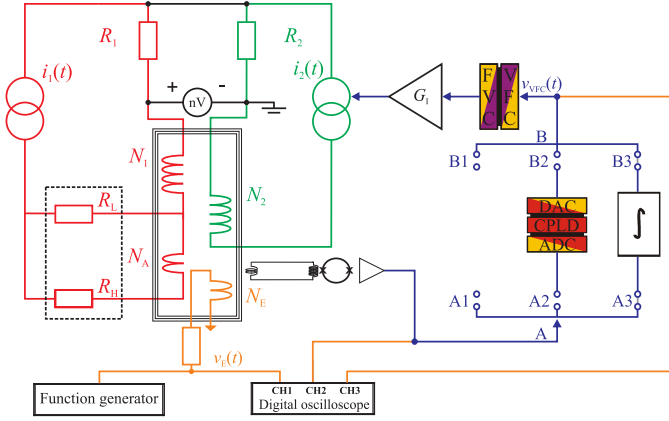 R1
R2
i1(t)
i2(t)
+ -
nV
GI
F
V
C
V
F
C
vVFC(t)
B
B1
B2
B3
N1
N2
DAC
CPLD
ADC
∫
RL
NA
RH
NE
A1
A2
A3
A
vE(t)
CH1 CH2 CH3
Function generator
Digital oscilloscope